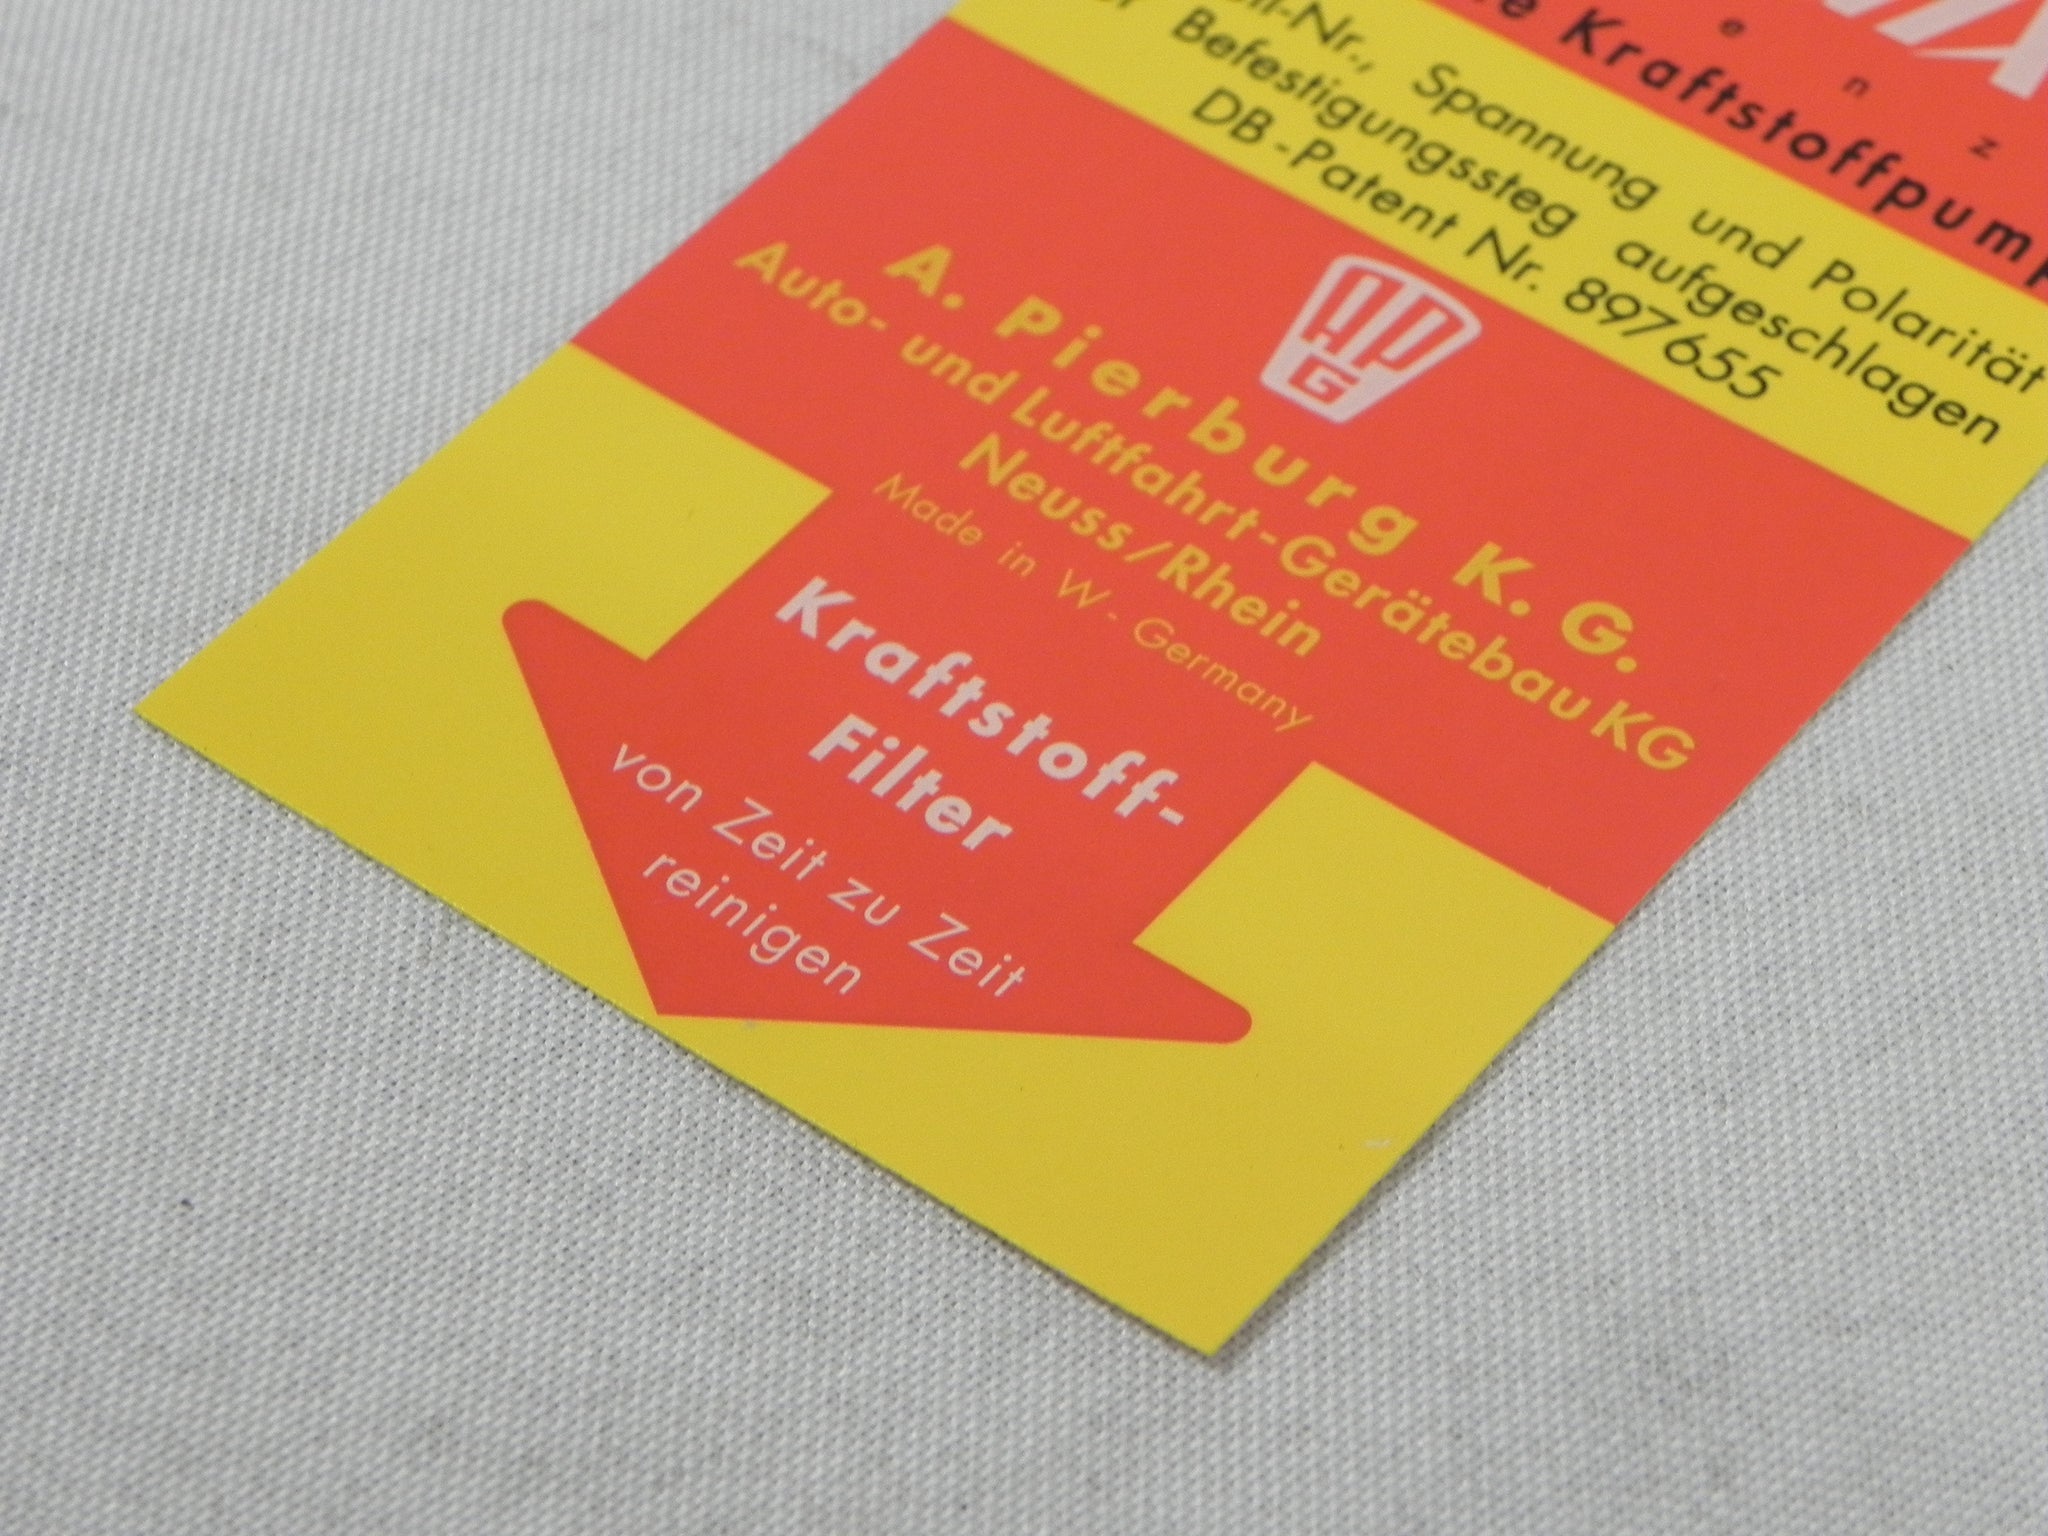 e n z
Kraftstoffpump
Nr., Spannung und Polarität
Befestigungssteg aufgeschlagen
DB-Patent Nr. 897655
G
A. Pierburg K. G.
Auto- und Luftfahrt-Gerätebau KG
Neuss/Rhein
Made in W-Germany
Kraftstoff-
Filter
von Zeit zu Zeit
reinigen